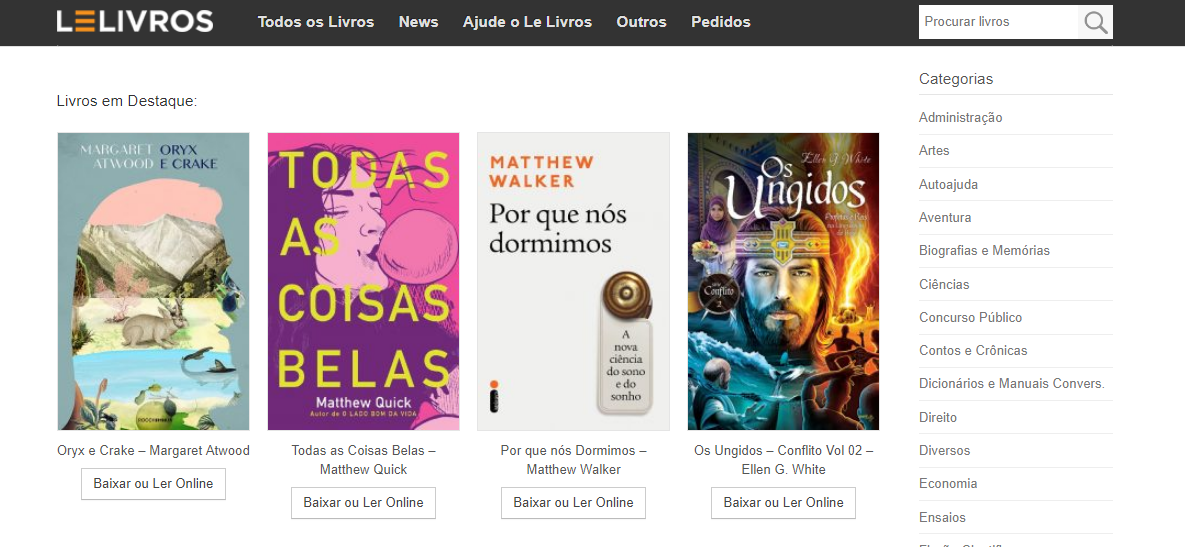 LELIVROS
Todos os Livros
News
Ajude o Le Livros
Outros
Pedidos
Procurar livros
Livros em Destaque:
MARGARET ORYX
ATWOOD E CRAKE
Oryx e Crake – Margaret Atwood
Baixar ou Ler Online
TODAS
AS
COISAS
BELAS
Matthew Quick
Autor de O LADO BOM DA VIDA
Todas as Coisas Belas –
Matthew Quick
Baixar ou Ler Online
MATTHEW
WALKER
Por que nós
dormimos
A
nova
ciência
do sono
e do
sonho
Por que nós Dormimos –
Matthew Walker
Baixar ou Ler Online
Ellen G. White
Os
Ungidos
Conflito
2
Os Ungidos – Conflito Vol 02 –
Ellen G. White
Baixar ou Ler Online
Categorias
Administração
Artes
Autoajuda
Aventura
Biografias e Memórias
Ciências
Concurso Público
Contos e Crônicas
Dicionários e Manuais Convers.
Direito
Diversos
Economia
Ensaios